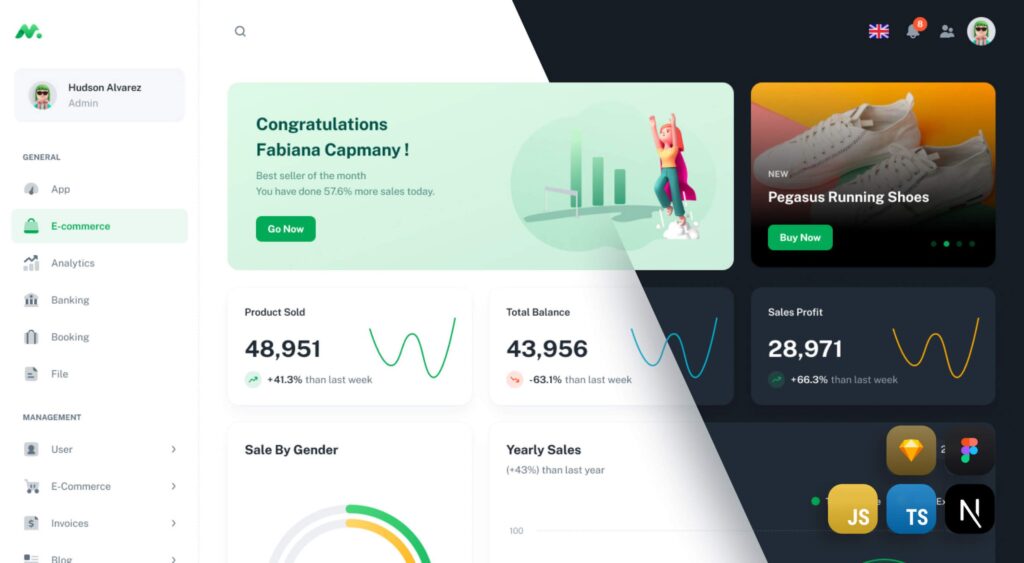 8
Hudson Alvarez
Admin
GENERAL
App
E-commerce
Analytics
Banking
Booking
File
MANAGEMENT
User
E-Commerce
Invoices
Blog
Congratulations
Fabiana Capmany !
Best seller of the month
You have done 57.6% more sales today.
Go Now
NEW
Pegasus Running Shoes
Buy Now
Product Sold
48,951
+41.3% than last week
Total Balance
43,956
-63.1% than last week
Sales Profit
28,971
+66.3% than last week
Sale By Gender
Yearly Sales
(+43%) than last year
100
JS
TS